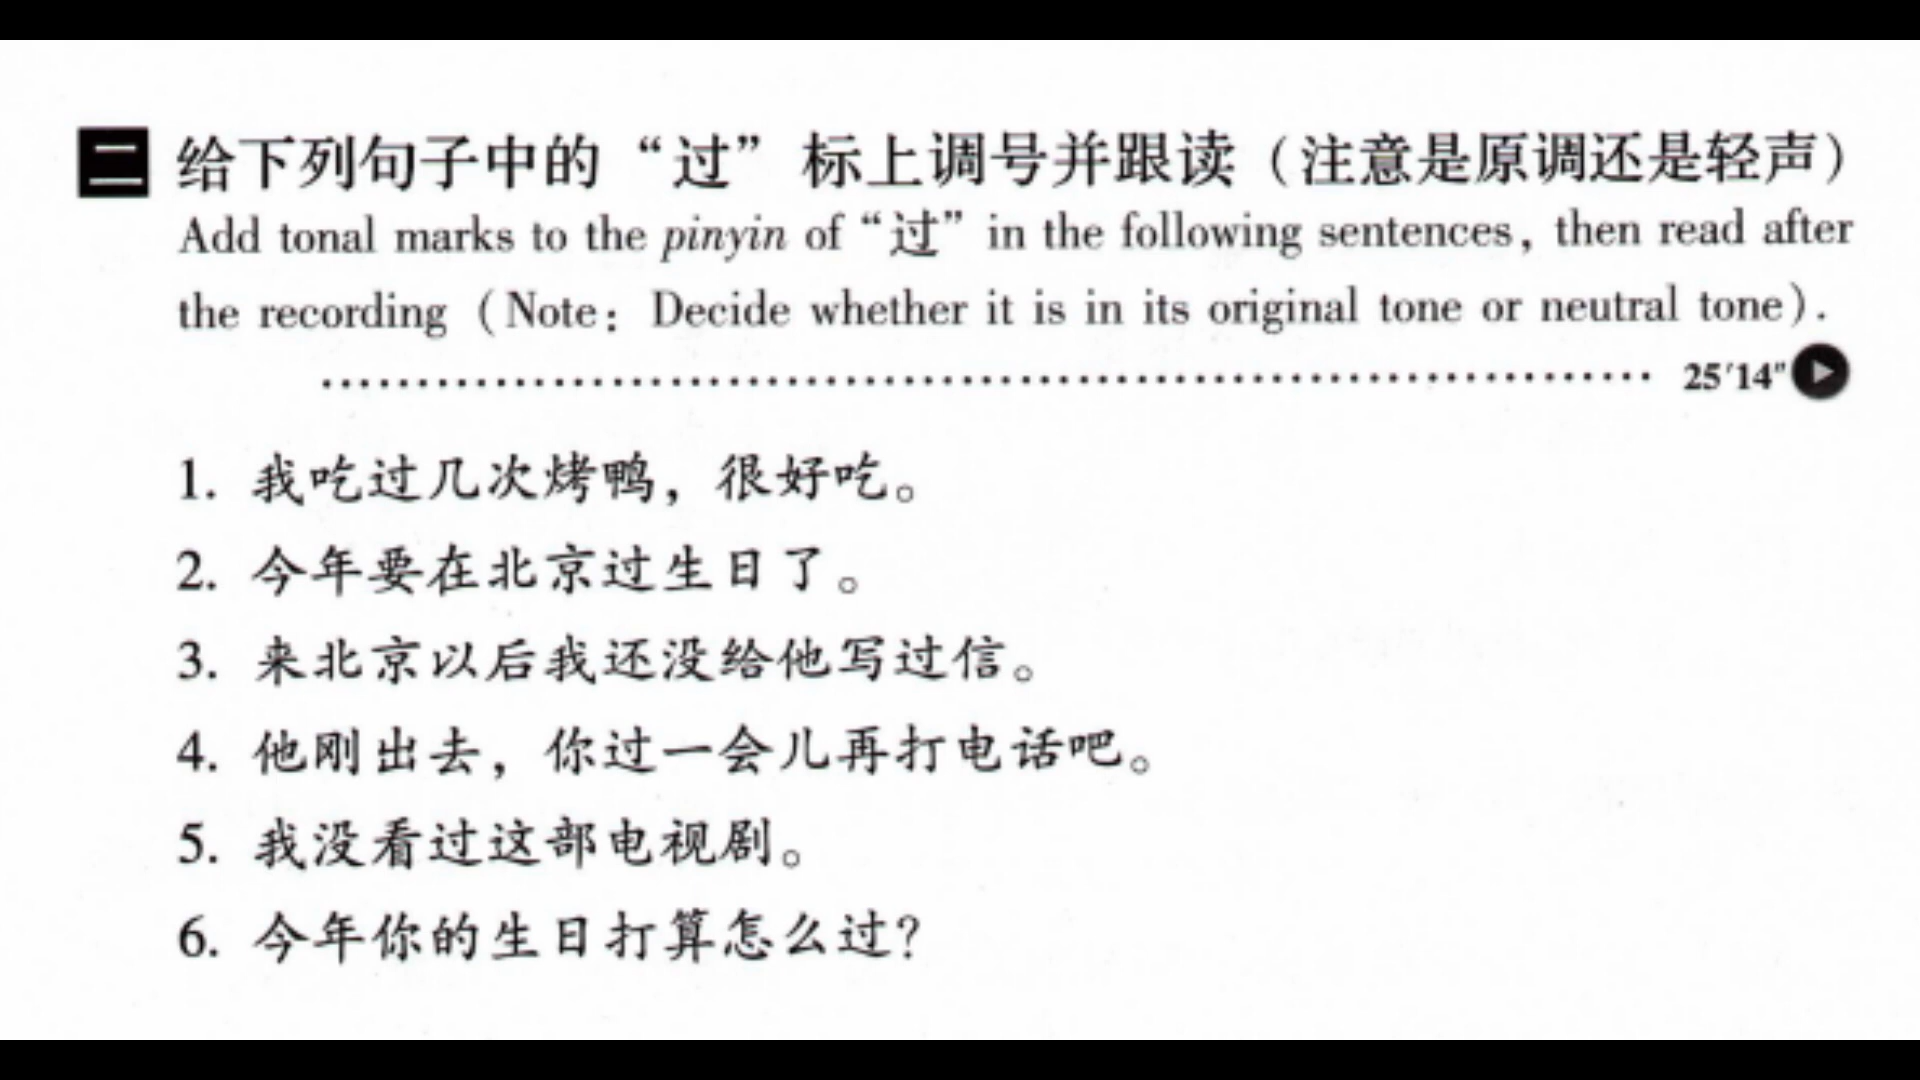 二 给下列句子中的“过”标上调号并跟读（注意是原调还是轻声）
Add tonal marks to the pinyin of “过” in the following sentences, then read after
the recording (Note: Decide whether it is in its original tone or neutral tone).
………………………………………………………… 25′14″
1. 我吃过几次烤鸭，很好吃。
2. 今年要在北京过生日了。
3. 来北京以后我还没给他写过信。
4. 他刚出去，你过一会儿再打电话吧。
5. 我没看过这部电视剧。
6. 今年你的生日打算怎么过？